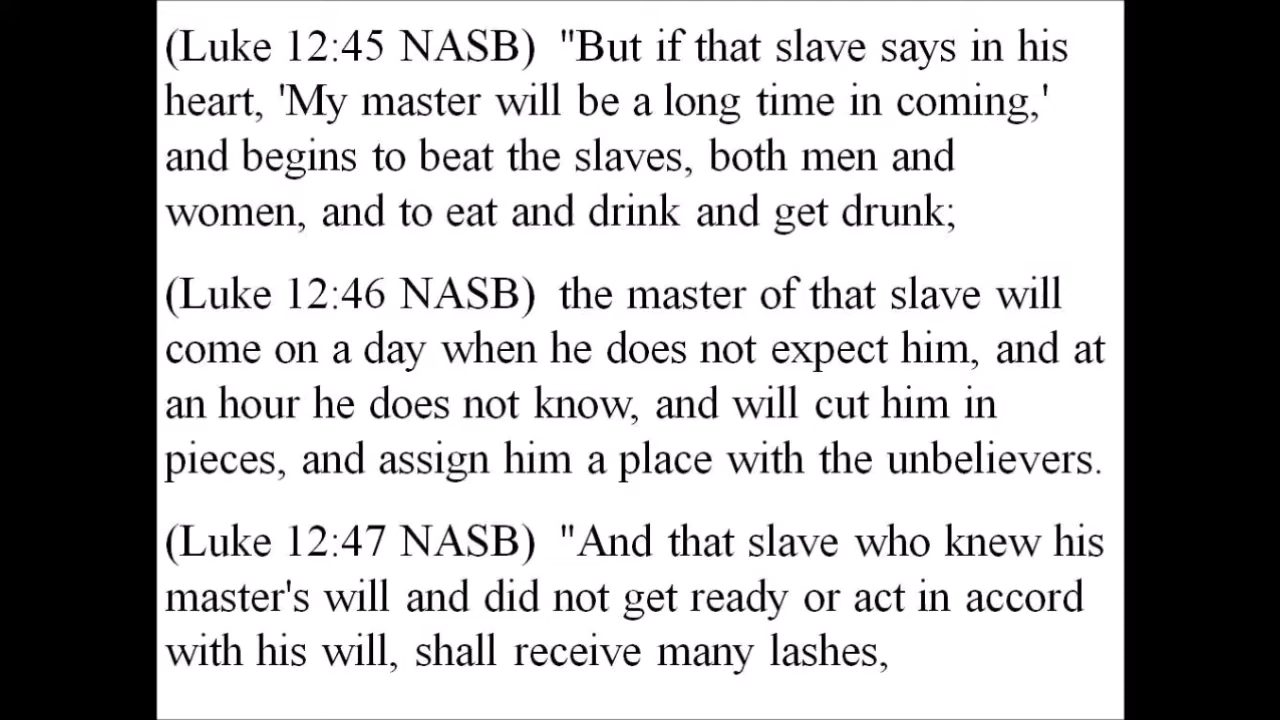 (Luke 12:45 NASB)  "But if that slave says in his
heart, 'My master will be a long time in coming,'
and begins to beat the slaves, both men and
women, and to eat and drink and get drunk;
(Luke 12:46 NASB)  the master of that slave will
come on a day when he does not expect him, and at
an hour he does not know, and will cut him in
pieces, and assign him a place with the unbelievers.
(Luke 12:47 NASB)  "And that slave who knew his
master's will and did not get ready or act in accord
with his will, shall receive many lashes,